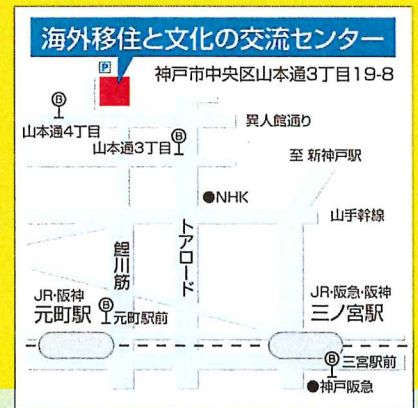 海外移住と文化の交流センター
P
神戸市中央区山本通3丁目19-8
B
山本通4丁目
B
山本通3丁目
異人館通り
至 新神戸駅
●NHK
山手幹線
鯉川筋
トアロード
JR・阪神
元町駅
B
元町駅前
JR・阪急・阪神
三ノ宮駅
B
三宮駅前
●神戸阪急